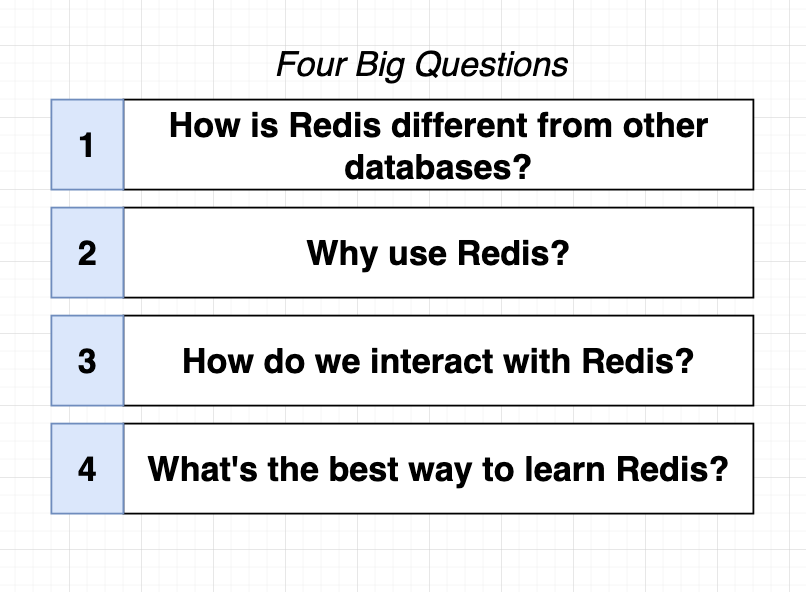 Four Big Questions
1
How is Redis different from other
databases?
2
Why use Redis?
3
How do we interact with Redis?
4
What's the best way to learn Redis?